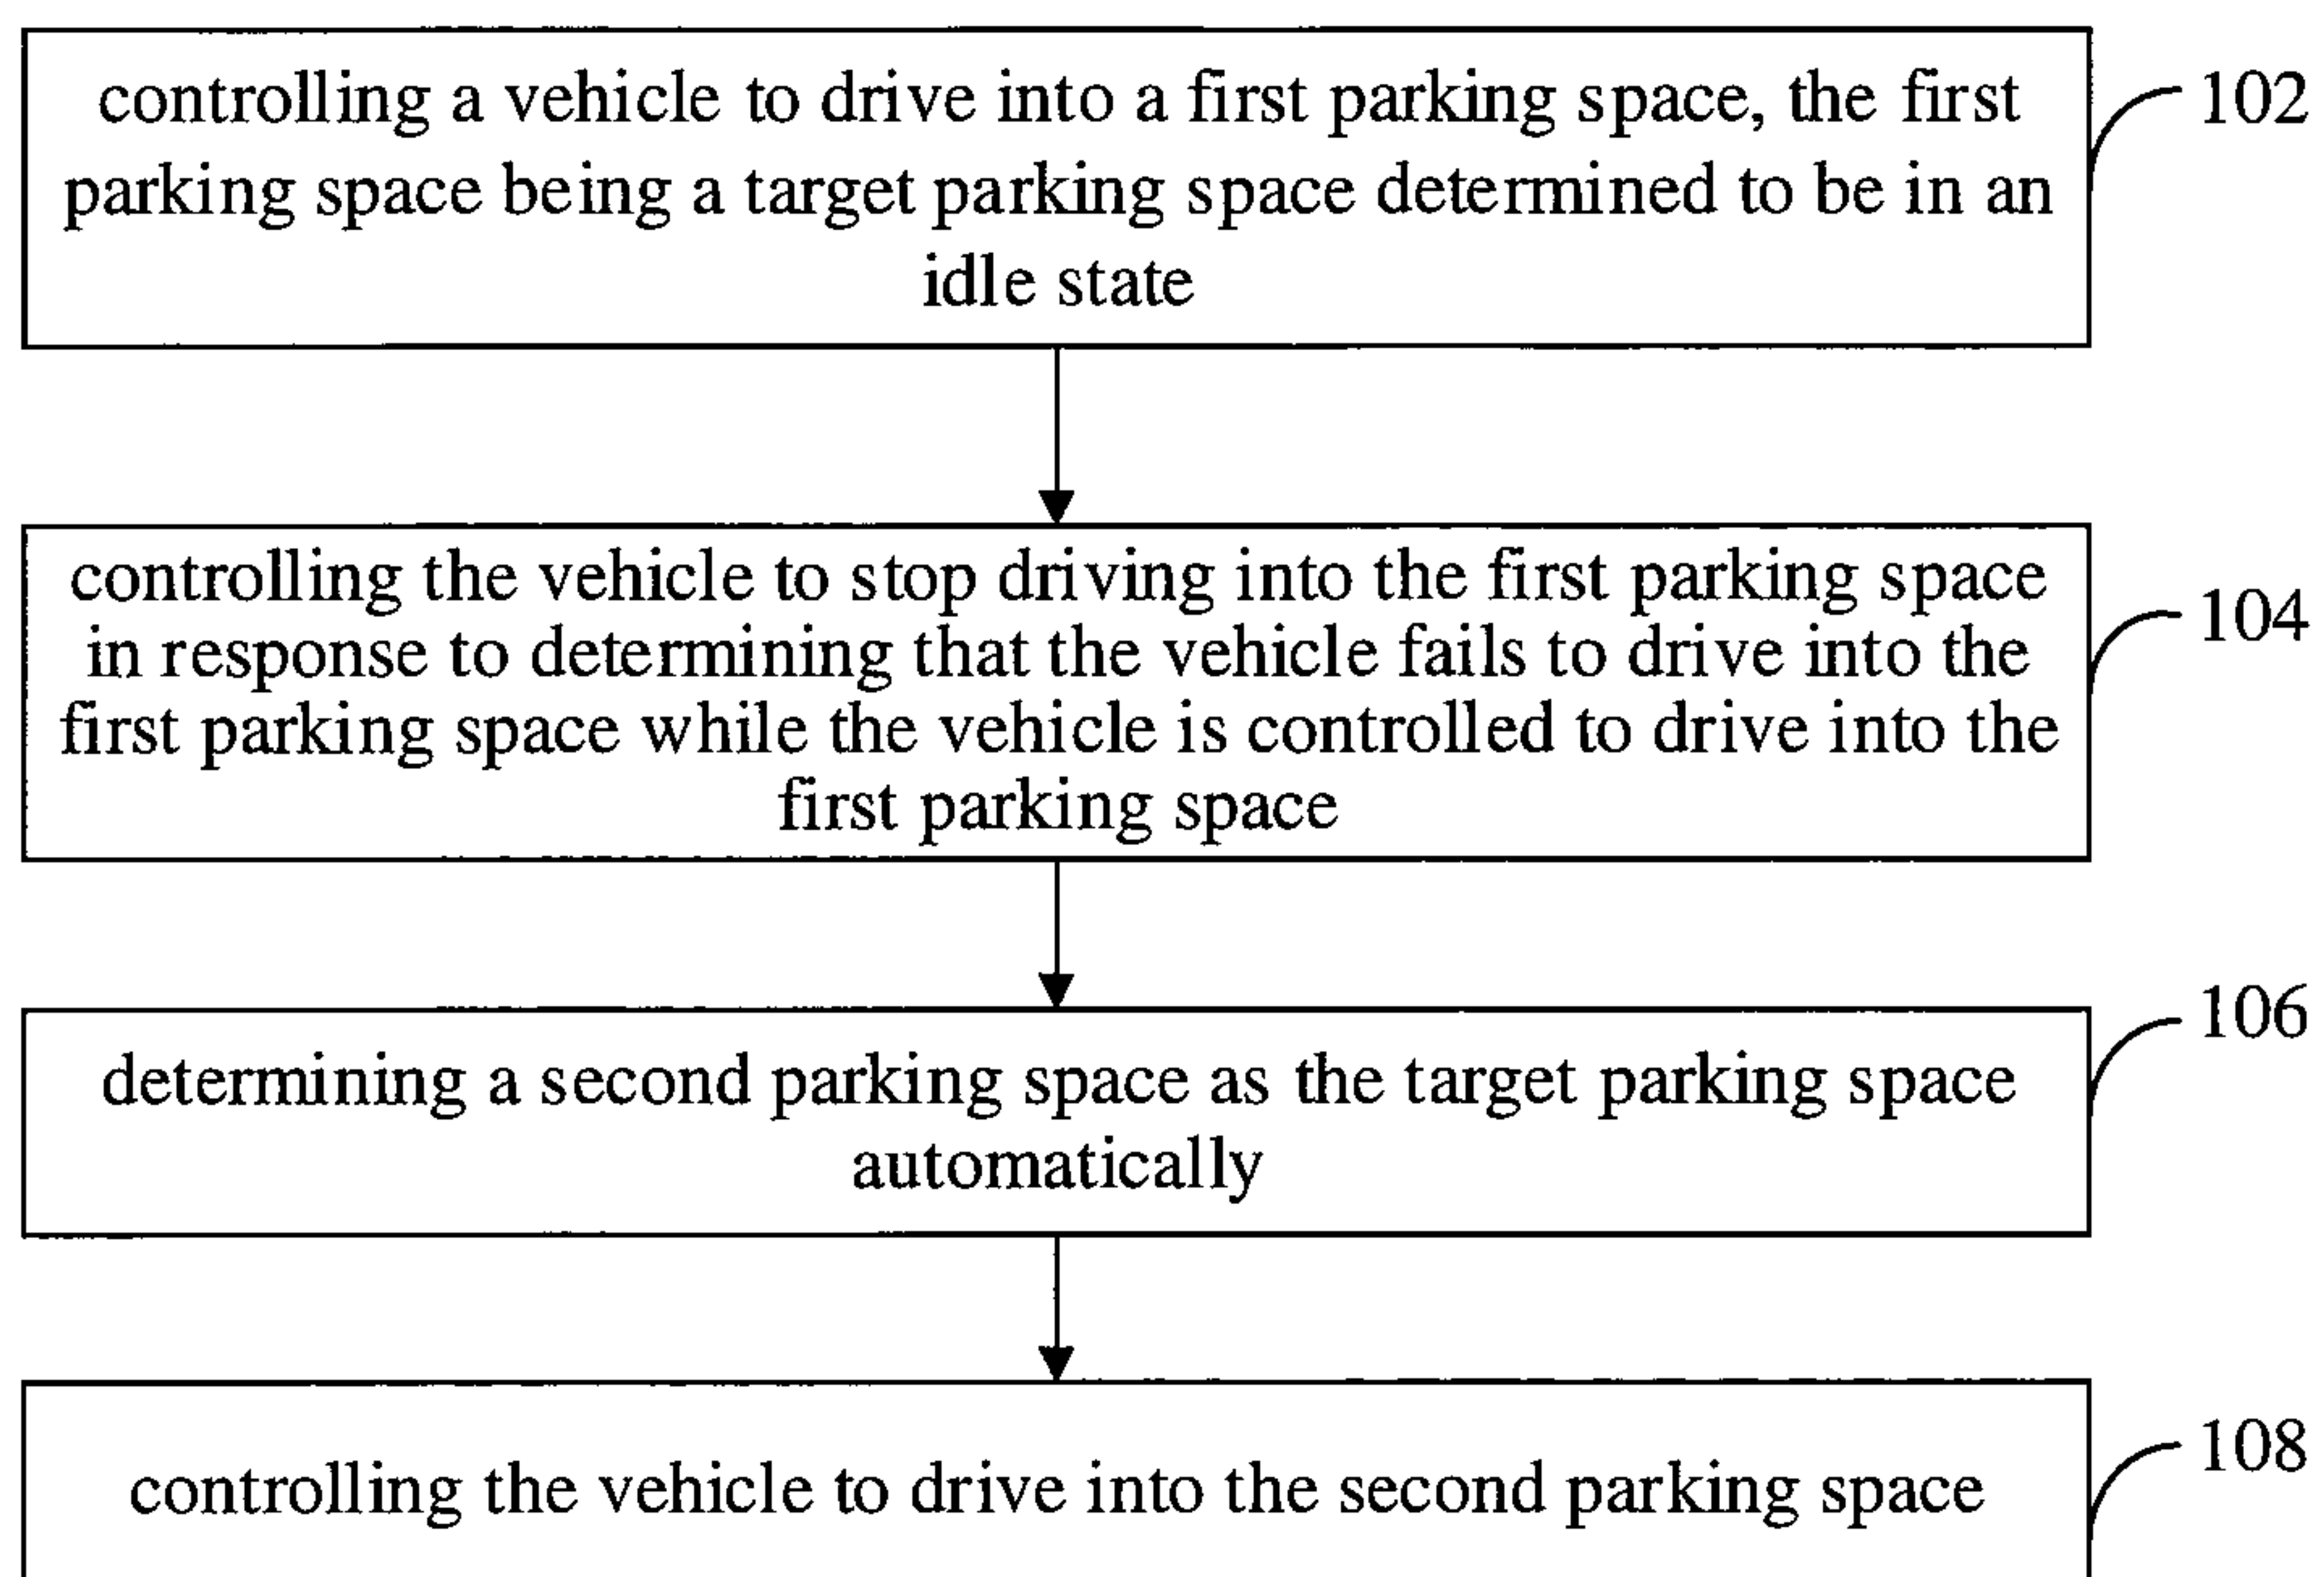 controlling a vehicle to drive into a first parking space, the first
parking space being a target parking space determined to be in an
idle state
102
controlling the vehicle to stop driving into the first parking space
in response to determining that the vehicle fails to drive into the
first parking space while the vehicle is controlled to drive into the
first parking space
104
determining a second parking space as the target parking space
automatically
106
controlling the vehicle to drive into the second parking space
108